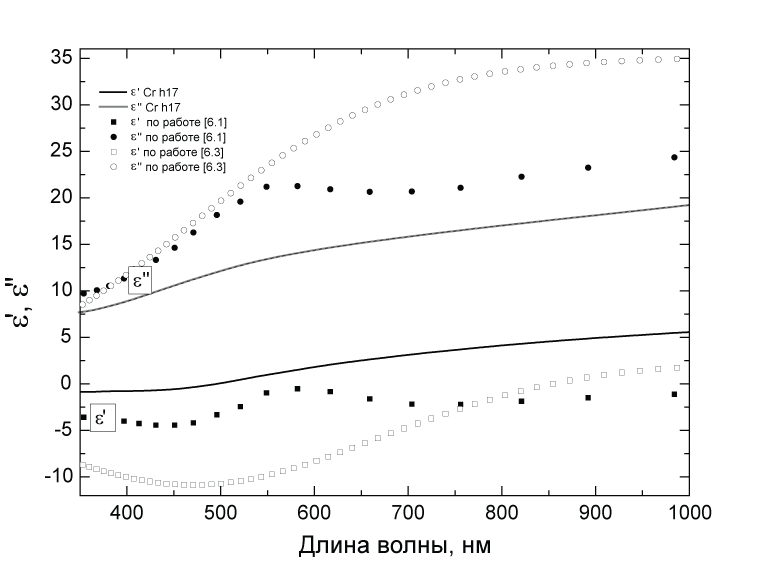 35
30
25
20
15
10
5
0
-5
-10
ε', ε"
ε' Cr h17
ε" Cr h17
ε' по работе [6.1]
ε" по работе [6.1]
ε' по работе [6.3]
ε" по работе [6.3]
ε"
ε'
400 500 600 700 800 900 1000
Длина волны, нм